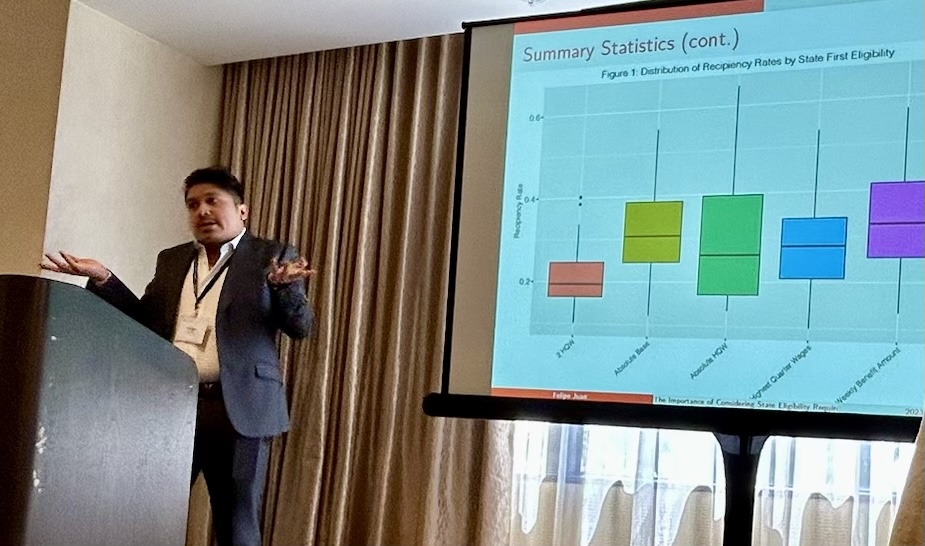 Summary Statistics (cont.)
Figure 1: Distribution of Recipiency Rates by State First Eligibility
0.6
0.4
0.2
Recipiency Rate
2 HQW
Absolute Base
Absolute HQW
ighest Quarter Wages
Weekly Benefit Amount
Felipe Juan
The Importance of Considering State Eligibility